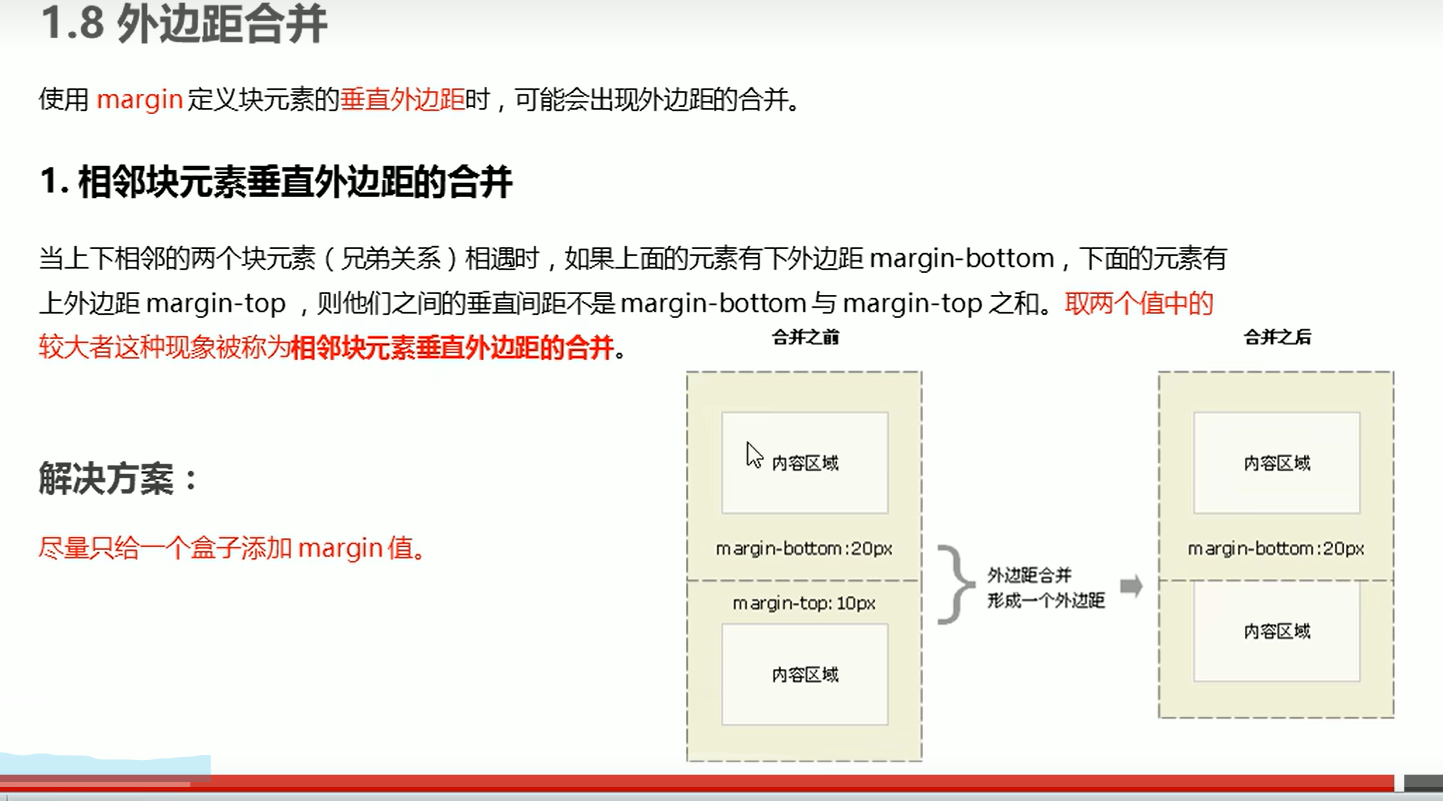 1.8 外边距合并
使用 margin 定义块元素的垂直外边距时，可能会出现外边距的合并。
1. 相邻块元素垂直外边距的合并
当上下相邻的两个块元素（兄弟关系）相遇时，如果上面的元素有下外边距 margin-bottom，下面的元素有
上外边距 margin-top ，则他们之间的垂直间距不是 margin-bottom 与 margin-top 之和。取两个值中的
较大者这种现象被称为相邻块元素垂直外边距的合并。
合并之前
合并之后
内容区域
内容区域
解决方案：
尽量只给一个盒子添加 margin 值。
margin-bottom:20px
margin-bottom:20px
外边距合并
形成一个外边距
margin-top:10px
内容区域
内容区域